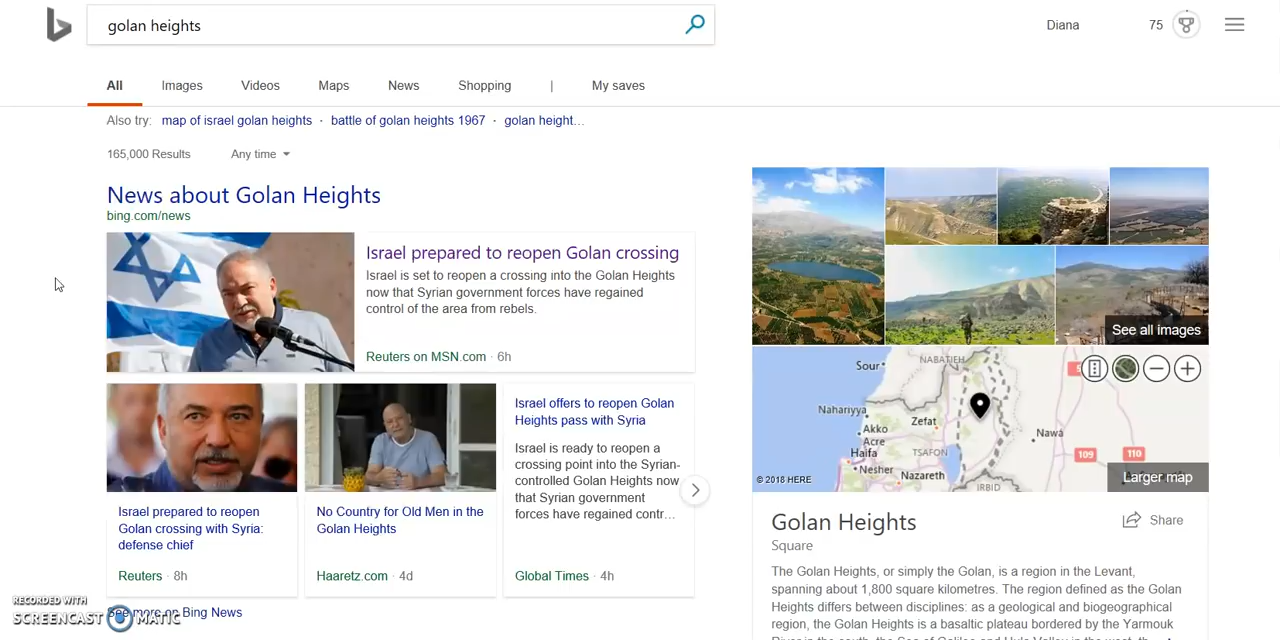 golan heights
Diana
75
All
Images
Videos
Maps
News
Shopping
|
My saves
Also try: map of israel golan heights · battle of golan heights 1967 · golan height...
165,000 Results
Any time
News about Golan Heights
bing.com/news
Israel prepared to reopen Golan crossing
Israel is set to reopen a crossing into the Golan Heights
now that Syrian government forces have regained
control of the area from rebels.
Reuters on MSN.com · 6h
Israel prepared to reopen
Golan crossing with Syria:
defense chief
Reuters · 8h
No Country for Old Men in the
Golan Heights
Haaretz.com · 4d
Israel offers to reopen Golan
Heights pass with Syria
Israel is ready to reopen a
crossing point into the Syrian-
controlled Golan Heights now
that Syrian government
forces have regained contr...
Global Times · 4h
See more on Bing News
RECORDED WITH
SCREENCAST MATIC
See all images
Sour
NABATIEH
Nahariyya
Zefat
Akko
Acre
Haifa
TSAFON
Nesher
Nazareth
Nawá
109
110
IRBID
© 2018 HERE
Larger map
Golan Heights
Share
Square
The Golan Heights, or simply the Golan, is a region in the Levant,
spanning about 1,800 square kilometres. The region defined as the Golan
Heights differs between disciplines: as a geological and biogeographical
region, the Golan Heights is a basaltic plateau bordered by the Yarmouk